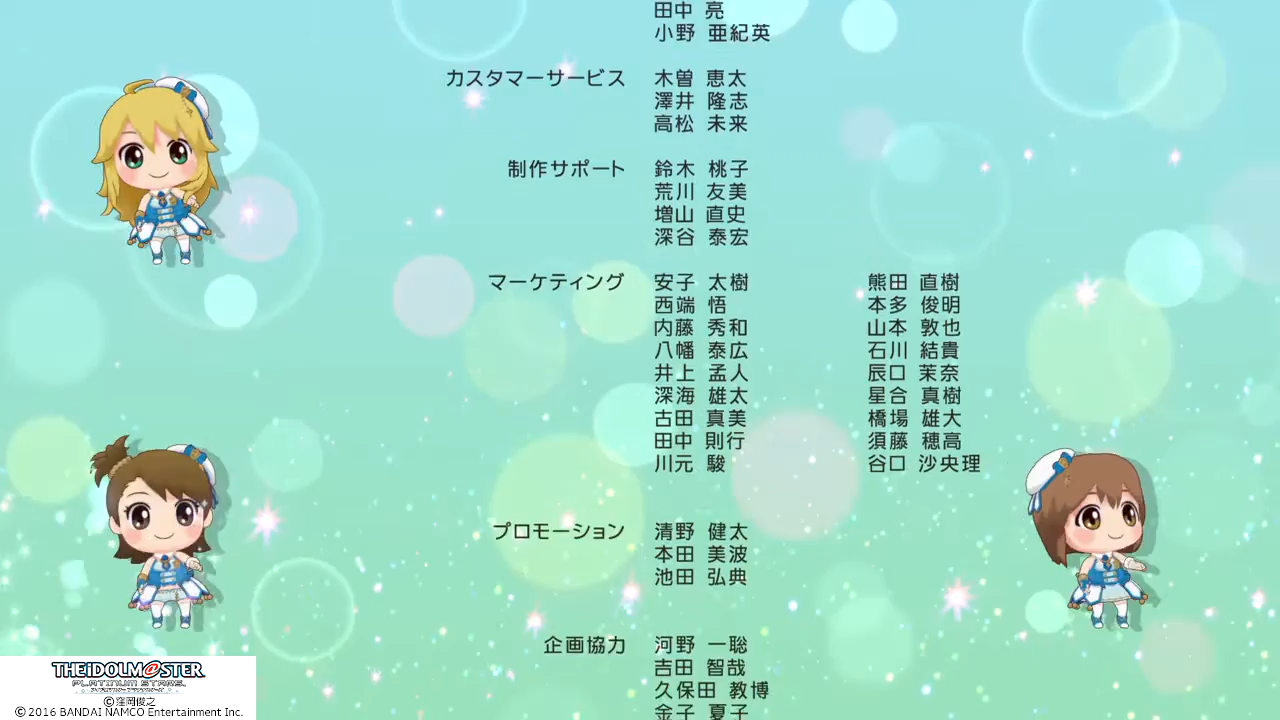 田中 亮
小野 亜紀英
カスタマーサービス 木曽 恵太
澤井 隆志
高松 未来
制作サポート 鈴木 桃子
荒川 友美
増山 直史
深谷 泰宏
マーケティング 安子 太樹 熊田 直樹
西端 悟 本多 俊明
内藤 秀和 山本 敦也
八幡 泰広 石川 結貴
井上 孟人 辰口 茉奈
深海 雄太 星合 真樹
古田 真美 橋場 雄大
田中 則行 須藤 穂高
川元 駿 谷口 沙央理
プロモーション 清野 健太
本田 美波
池田 弘典
企画協力 河野 一聡
吉田 智哉
久保田 教博
金子 夏子
THE iDOLM@STER
PLATINUM STARS
©窪岡俊之
© 2016 BANDAI NAMCO Entertainment Inc.